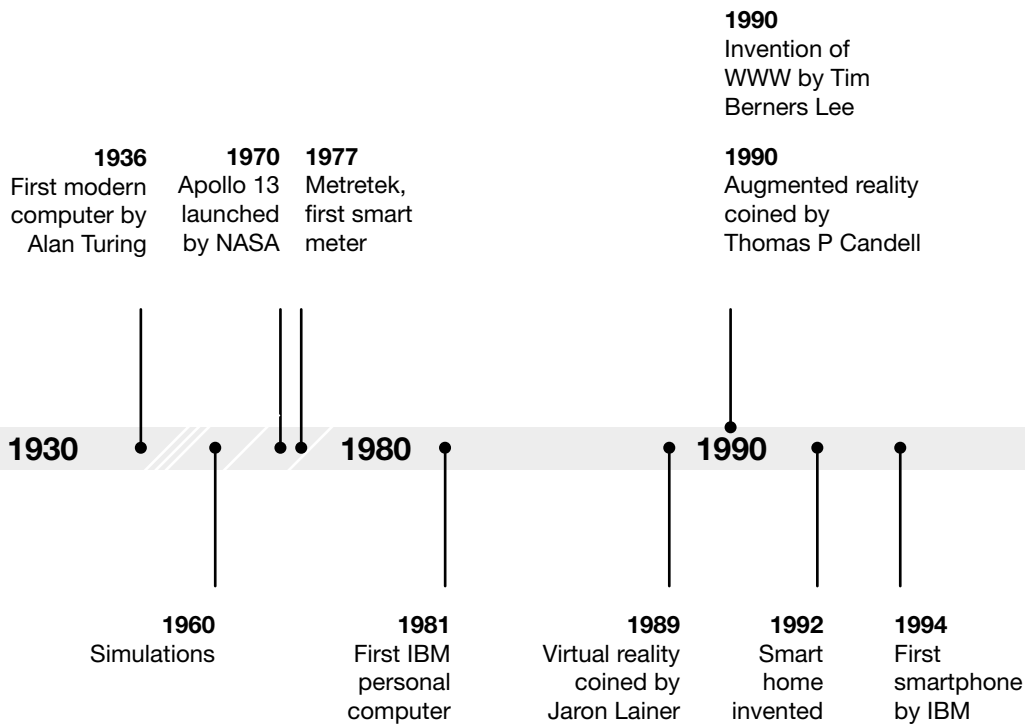 1990
Invention of
WWW by Tim
Berners Lee
1936
First modern
computer by
Alan Turing
1970
Apollo 13
launched
by NASA
1977
Metretek,
first smart
meter
1990
Augmented reality
coined by
Thomas P Candell
1930
1980
1990
1960
Simulations
1981
First IBM
personal
computer
1989
Virtual reality
coined by
Jaron Lainer
1992
Smart
home
invented
1994
First
smartphone
by IBM